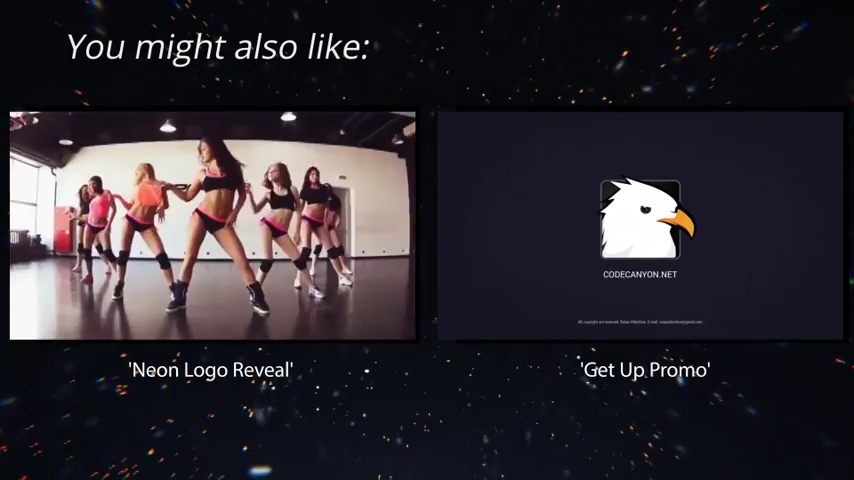 You might also like:
CODECANYON.NET
'Neon Logo Reveal'
'Get Up Promo'